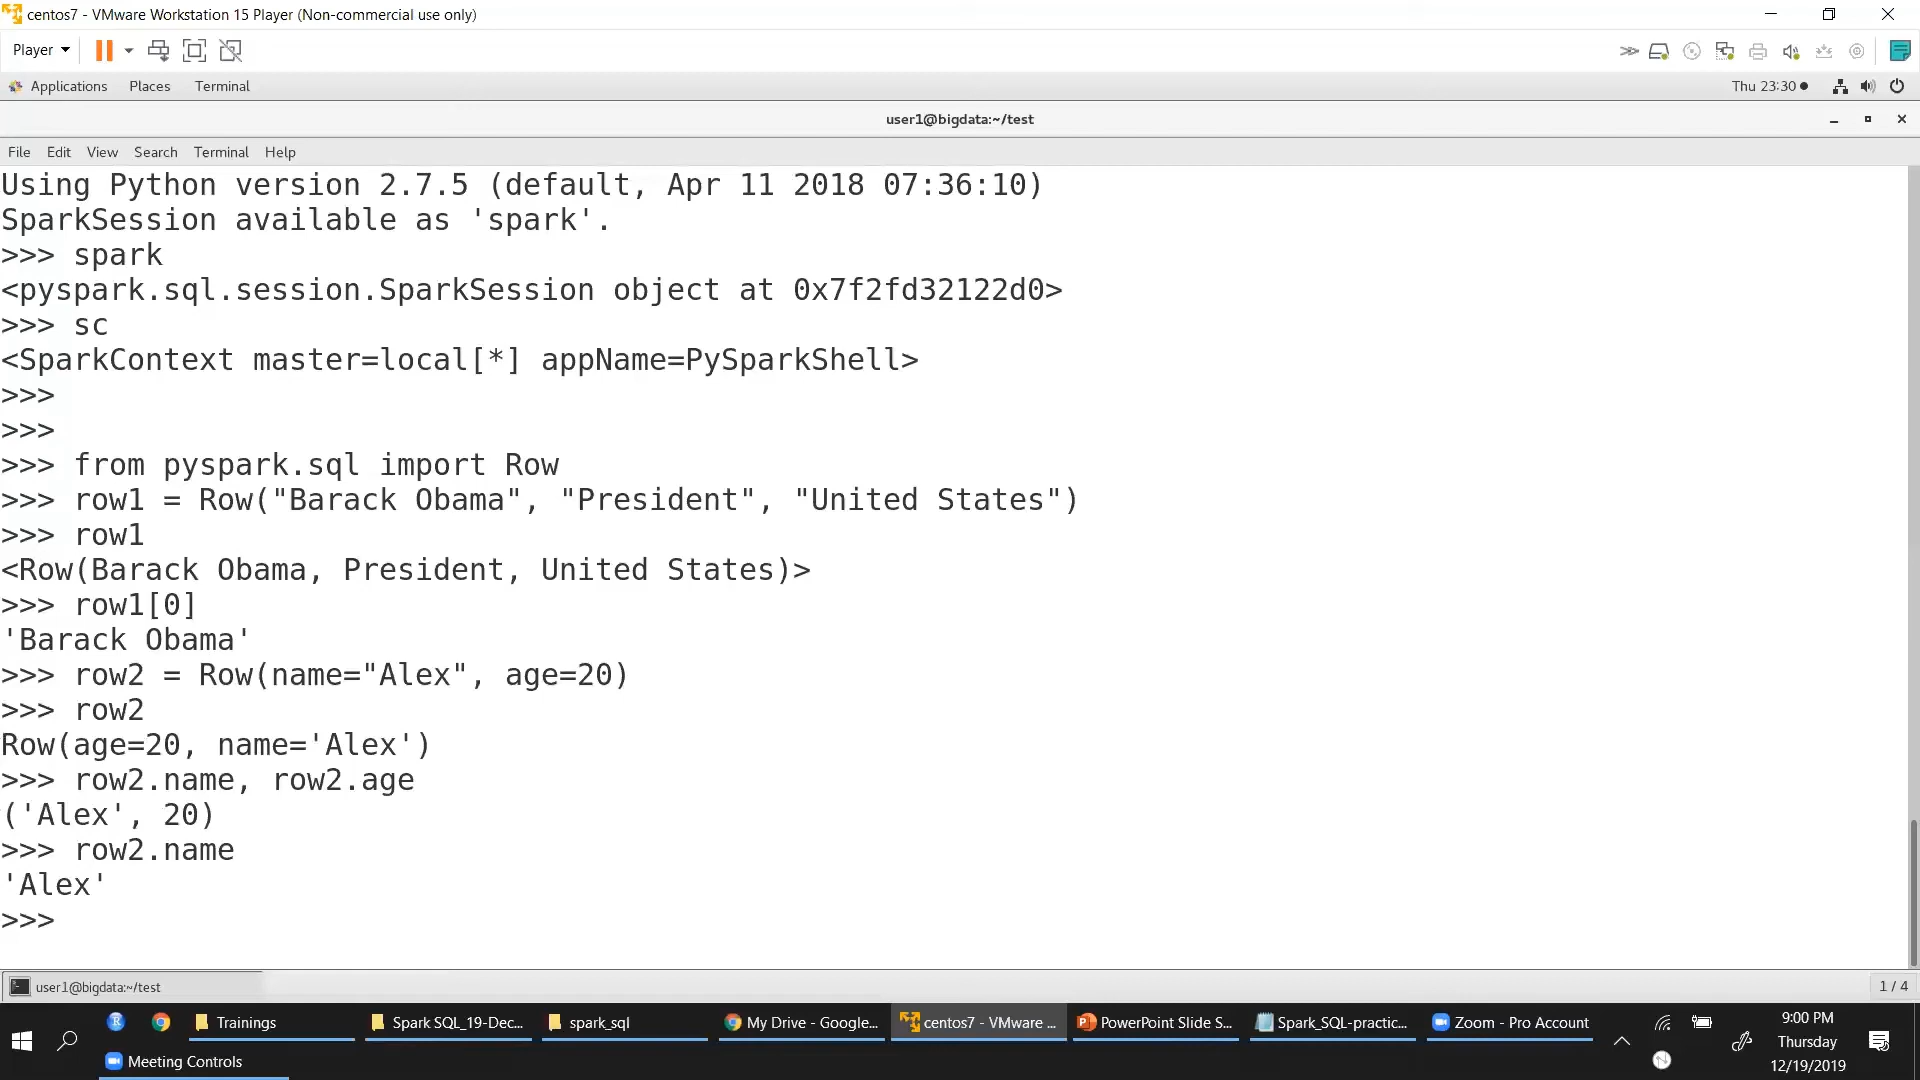 centos7 - VMware Workstation 15 Player (Non-commercial use only)
Player
Applications Places Terminal Thu 23:30
user1@bigdata:~/test
File Edit View Search Terminal Help
Using Python version 2.7.5 (default, Apr 11 2018 07:36:10)
SparkSession available as 'spark'.
>>> spark
<pyspark.sql.session.SparkSession object at 0x7f2fd32122d0>
>>> sc
<SparkContext master=local[*] appName=PySparkShell>
>>>
>>>
>>> from pyspark.sql import Row
>>> row1 = Row("Barack Obama", "President", "United States")
>>> row1
<Row(Barack Obama, President, United States)>
>>> row1[0]
'Barack Obama'
>>> row2 = Row(name="Alex", age=20)
>>> row2
Row(age=20, name='Alex')
>>> row2.name, row2.age
('Alex', 20)
>>> row2.name
'Alex'
>>>
user1@bigdata:~/test 1 / 4
Trainings Spark SQL_19-Dec... spark_sql My Drive - Google... centos7 - VMware ... PowerPoint Slide S... Spark_SQL-practic... Zoom - Pro Account 9:00 PM
Thursday
Meeting Controls 12/19/2019